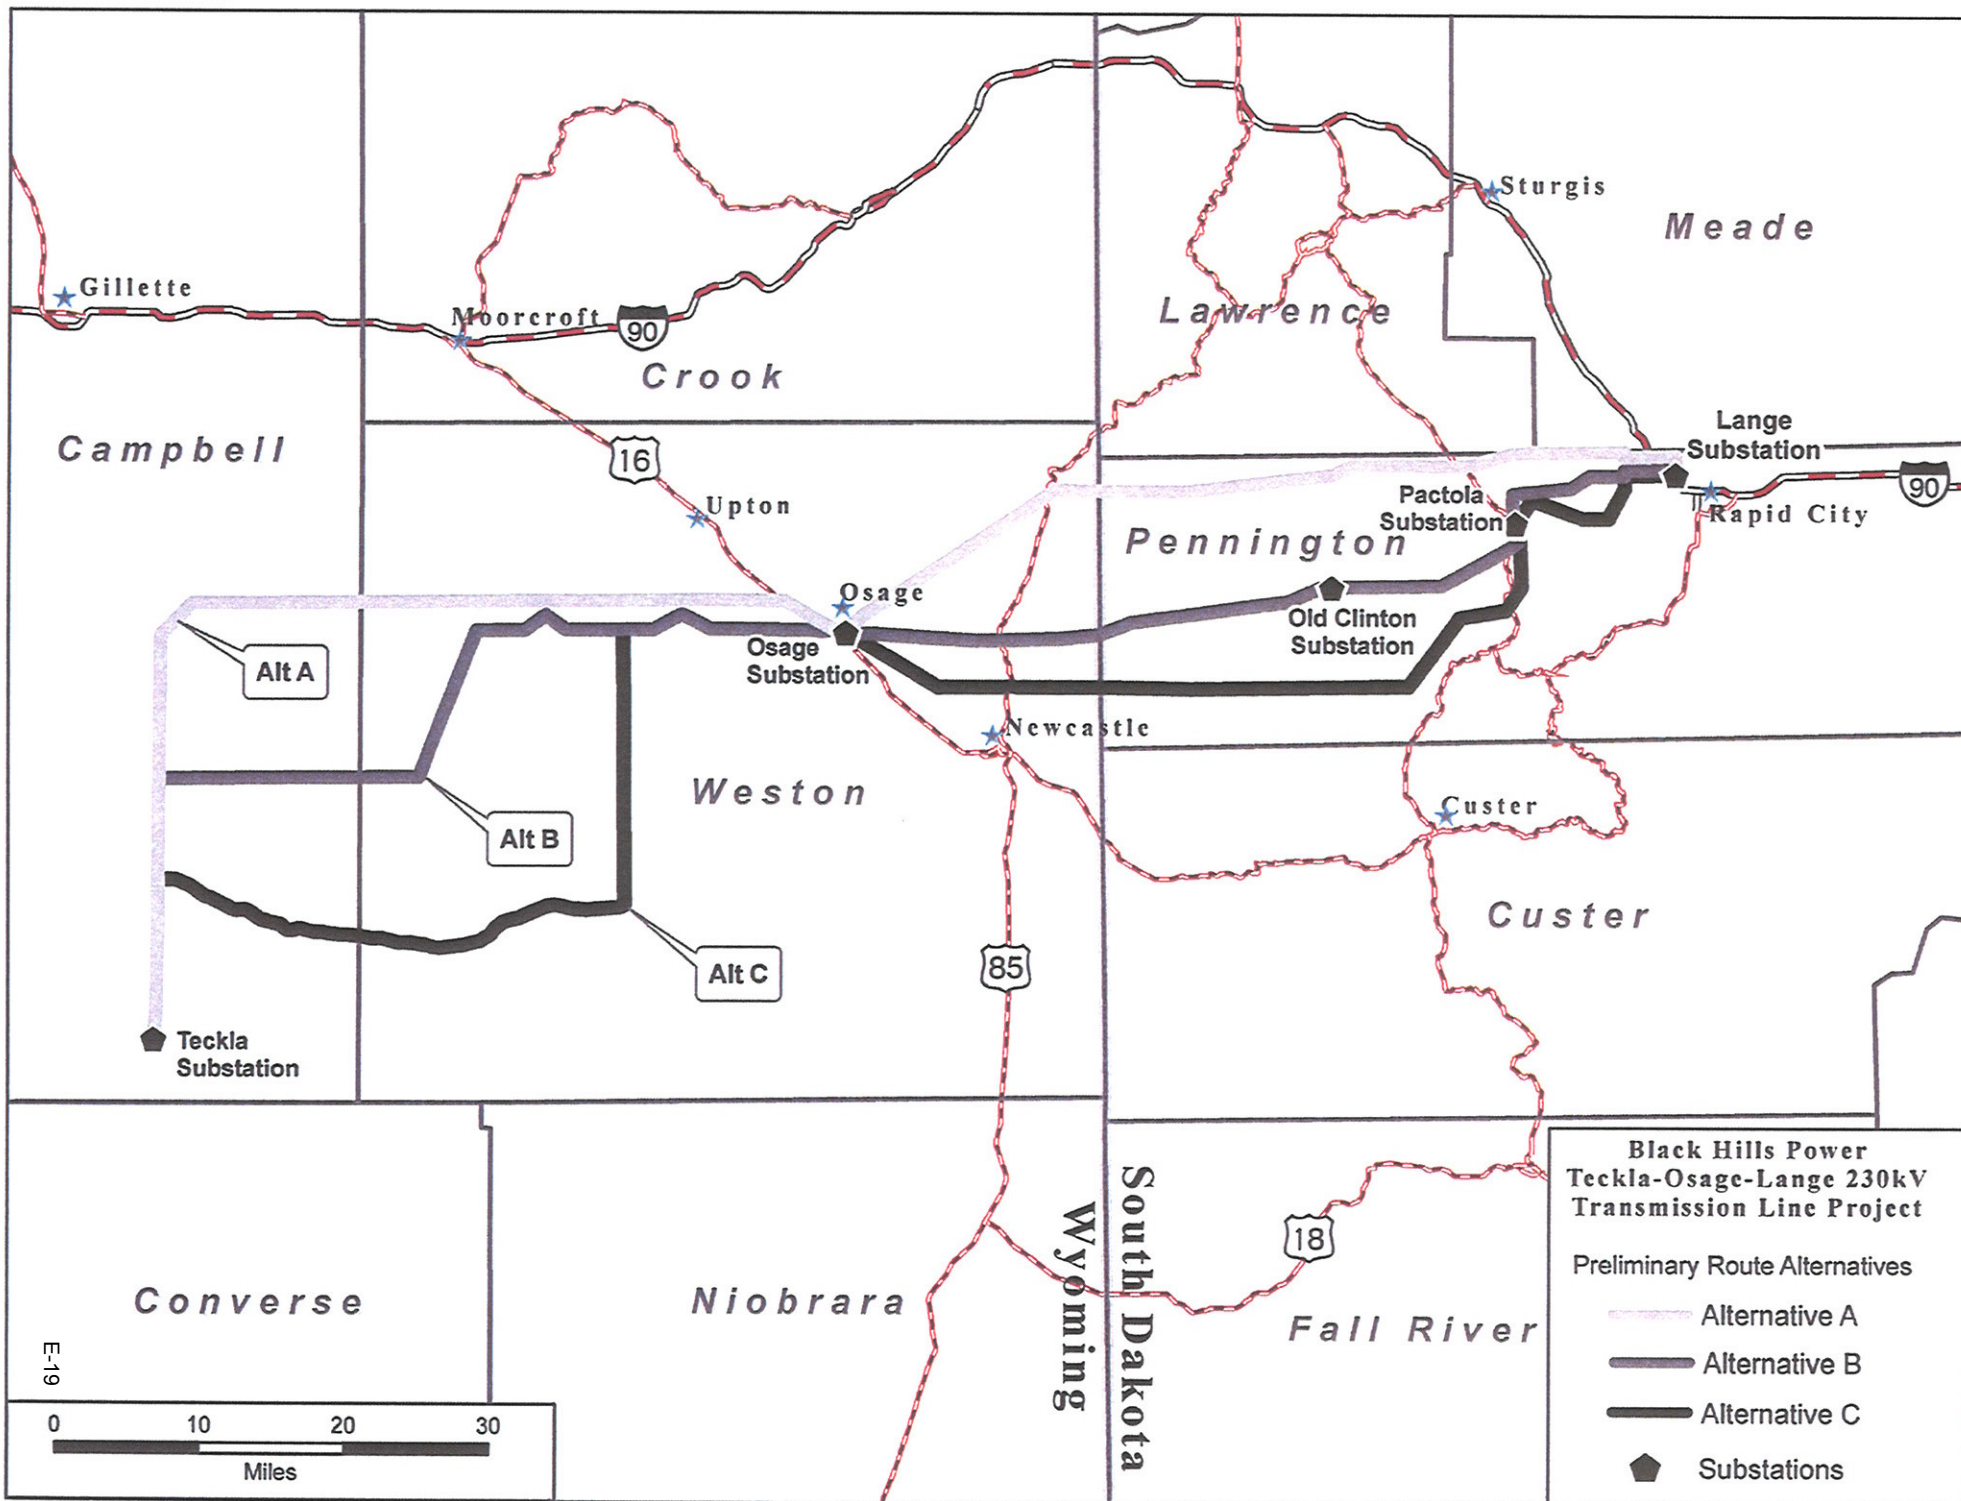 Sturgis
Meade
Gillette
Lawrence
Moorcroft
90
Crook
Campbell
Lange
Substation
16
Upton
Pactola
Substation
90
Rapid City
Pennington
Osage
Old Clinton
Substation
Osage
Substation
Alt A
Newcastle
Weston
Custer
Alt B
Custer
85
Alt C
Teckla
Substation
South Dakota
Wyoming
18
Converse
Niobrara
Fall River
E-19
0 10 20 30
Miles
Black Hills Power
Teckla-Osage-Lange 230kV
Transmission Line Project
Preliminary Route Alternatives
Alternative A
Alternative B
Alternative C
Substations